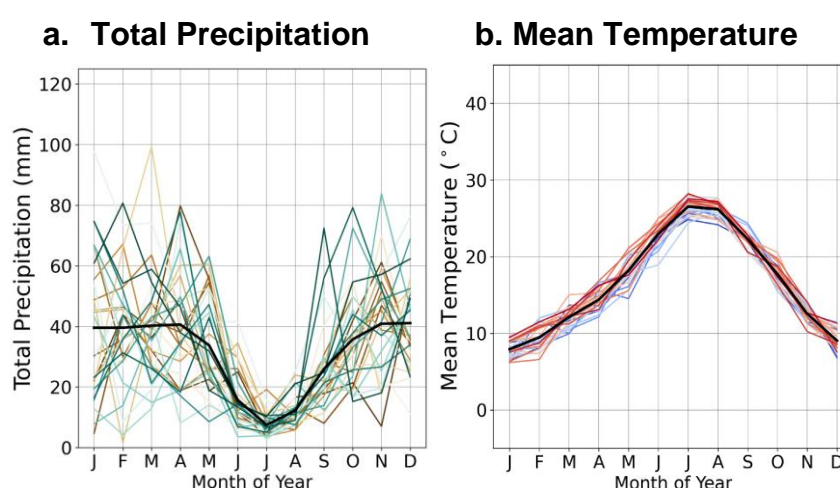 a. Total Precipitation
b. Mean Temperature
Total Precipitation (mm)
120
100
80
60
40
20
0
J F M A M J J A S O N D
Month of Year
Mean Temperature (°C)
40
30
20
10
0
J F M A M J J A S O N D
Month of Year